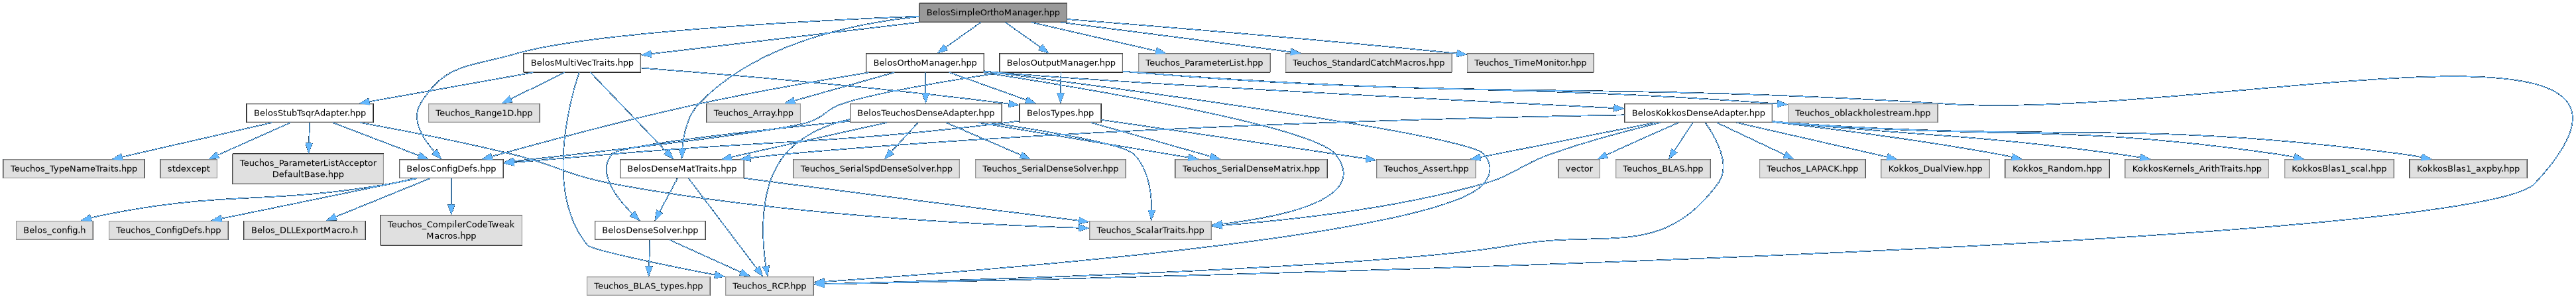 BelosSimpleOrthoManager.hpp
BelosMultiVecTraits.hpp
BelosOrthoManager.hpp
BelosOutputManager.hpp
Teuchos_ParameterList.hpp
Teuchos_StandardCatchMacros.hpp
Teuchos_TimeMonitor.hpp
BelosStubTsqrAdapter.hpp
Teuchos_Range1D.hpp
Teuchos_Array.hpp
BelosTeuchosDenseAdapter.hpp
BelosTypes.hpp
BelosKokkosDenseAdapter.hpp
Teuchos_oblackholestream.hpp
Teuchos_TypeNameTraits.hpp
stdexcept
Teuchos_ParameterListAcceptor
DefaultBase.hpp
BelosConfigDefs.hpp
BelosDenseMatTraits.hpp
Teuchos_SerialSpdDenseSolver.hpp
Teuchos_SerialDenseSolver.hpp
Teuchos_SerialDenseMatrix.hpp
Teuchos_Assert.hpp
vector
Teuchos_BLAS.hpp
Teuchos_LAPACK.hpp
Kokkos_DualView.hpp
Kokkos_Random.hpp
KokkosKernels_ArithTraits.hpp
KokkosBlas1_scal.hpp
KokkosBlas1_axpby.hpp
Belos_config.h
Teuchos_ConfigDefs.hpp
Belos_DLLExportMacro.h
Teuchos_CompilerCodeTweak
Macros.hpp
BelosDenseSolver.hpp
Teuchos_ScalarTraits.hpp
Teuchos_BLAS_types.hpp
Teuchos_RCP.hpp